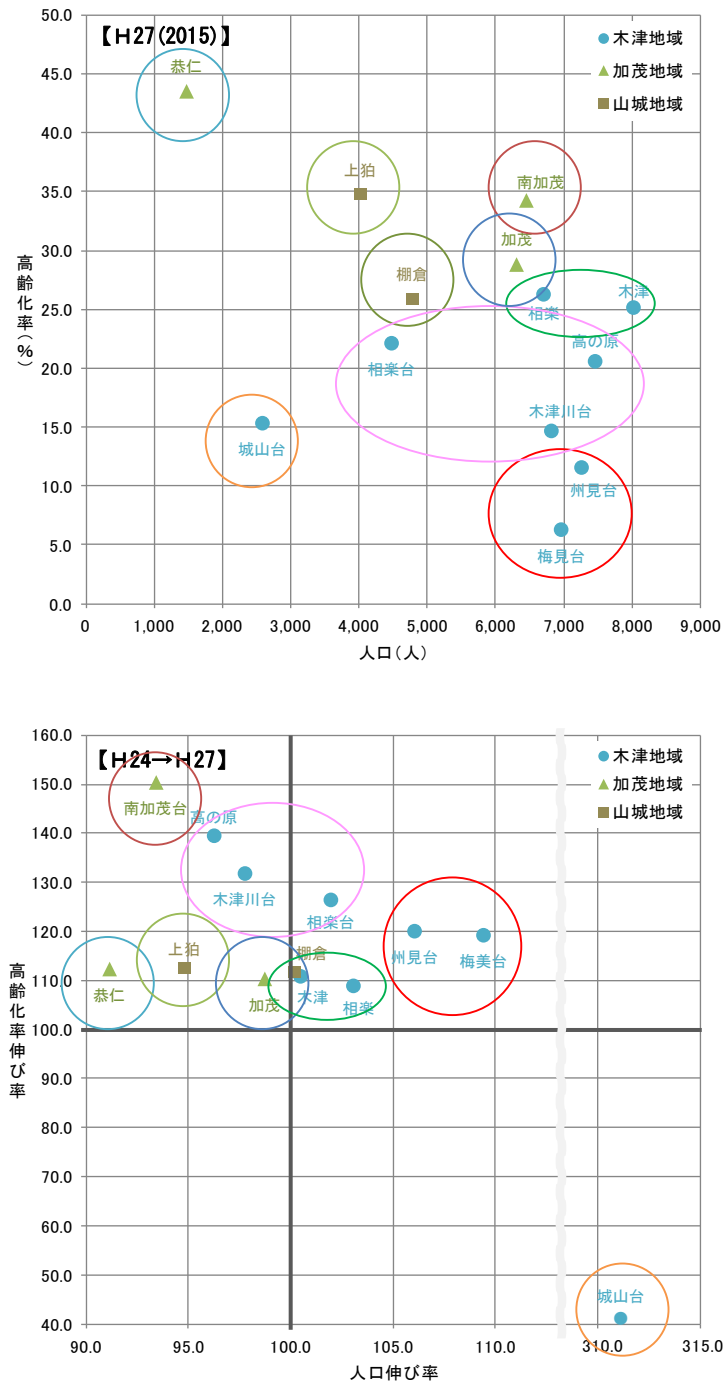 【H27(2015)】
木津地域
加茂地域
山城地域
50.0
45.0
40.0
35.0
30.0
25.0
20.0
15.0
10.0
5.0
0.0
高齢化率(%)
恭仁
上狛
南加茂
加茂
棚倉
相楽
木津
相楽台
高の原
木津川台
城山台
州見台
梅見台
0 1,000 2,000 3,000 4,000 5,000 6,000 7,000 8,000 9,000
人口(人)
【H24→H27】
木津地域
加茂地域
山城地域
160.0
150.0
140.0
130.0
120.0
110.0
100.0
90.0
80.0
70.0
60.0
50.0
40.0
高齢化率伸び率
南加茂台
高の原
木津川台
相楽台
上狛
棚倉
州見台
梅美台
恭仁
加茂
木津
相楽
城山台
90.0 95.0 100.0 105.0 110.0 310.0 315.0
人口伸び率